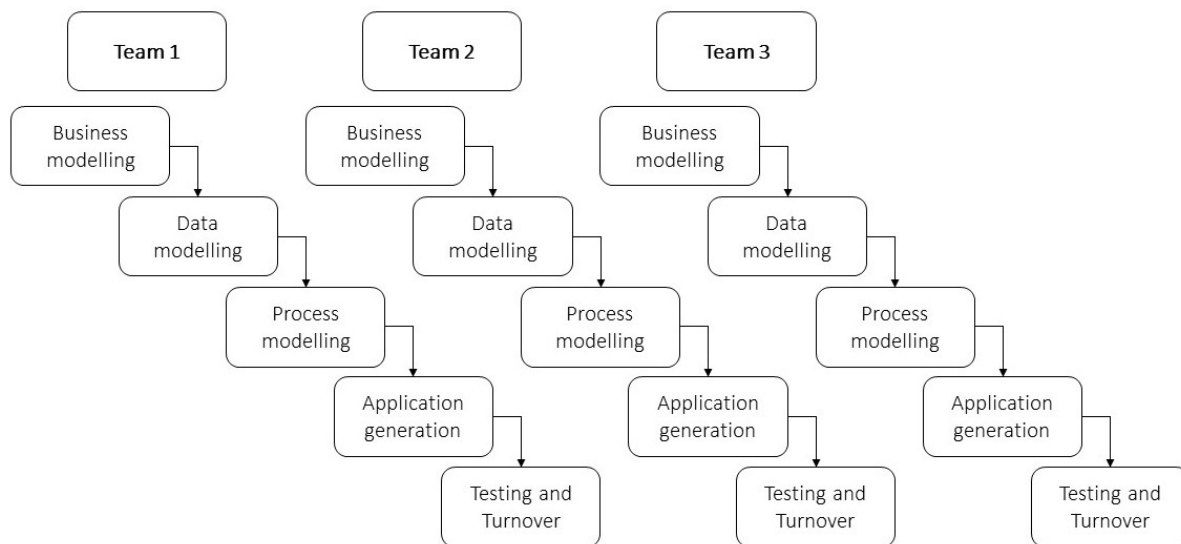 Team 1
Team 2
Team 3
Business
modelling
Business
modelling
Business
modelling
Data
modelling
Data
modelling
Data
modelling
Process
modelling
Process
modelling
Process
modelling
Application
generation
Application
generation
Application
generation
Testing and
Turnover
Testing and
Turnover
Testing and
Turnover